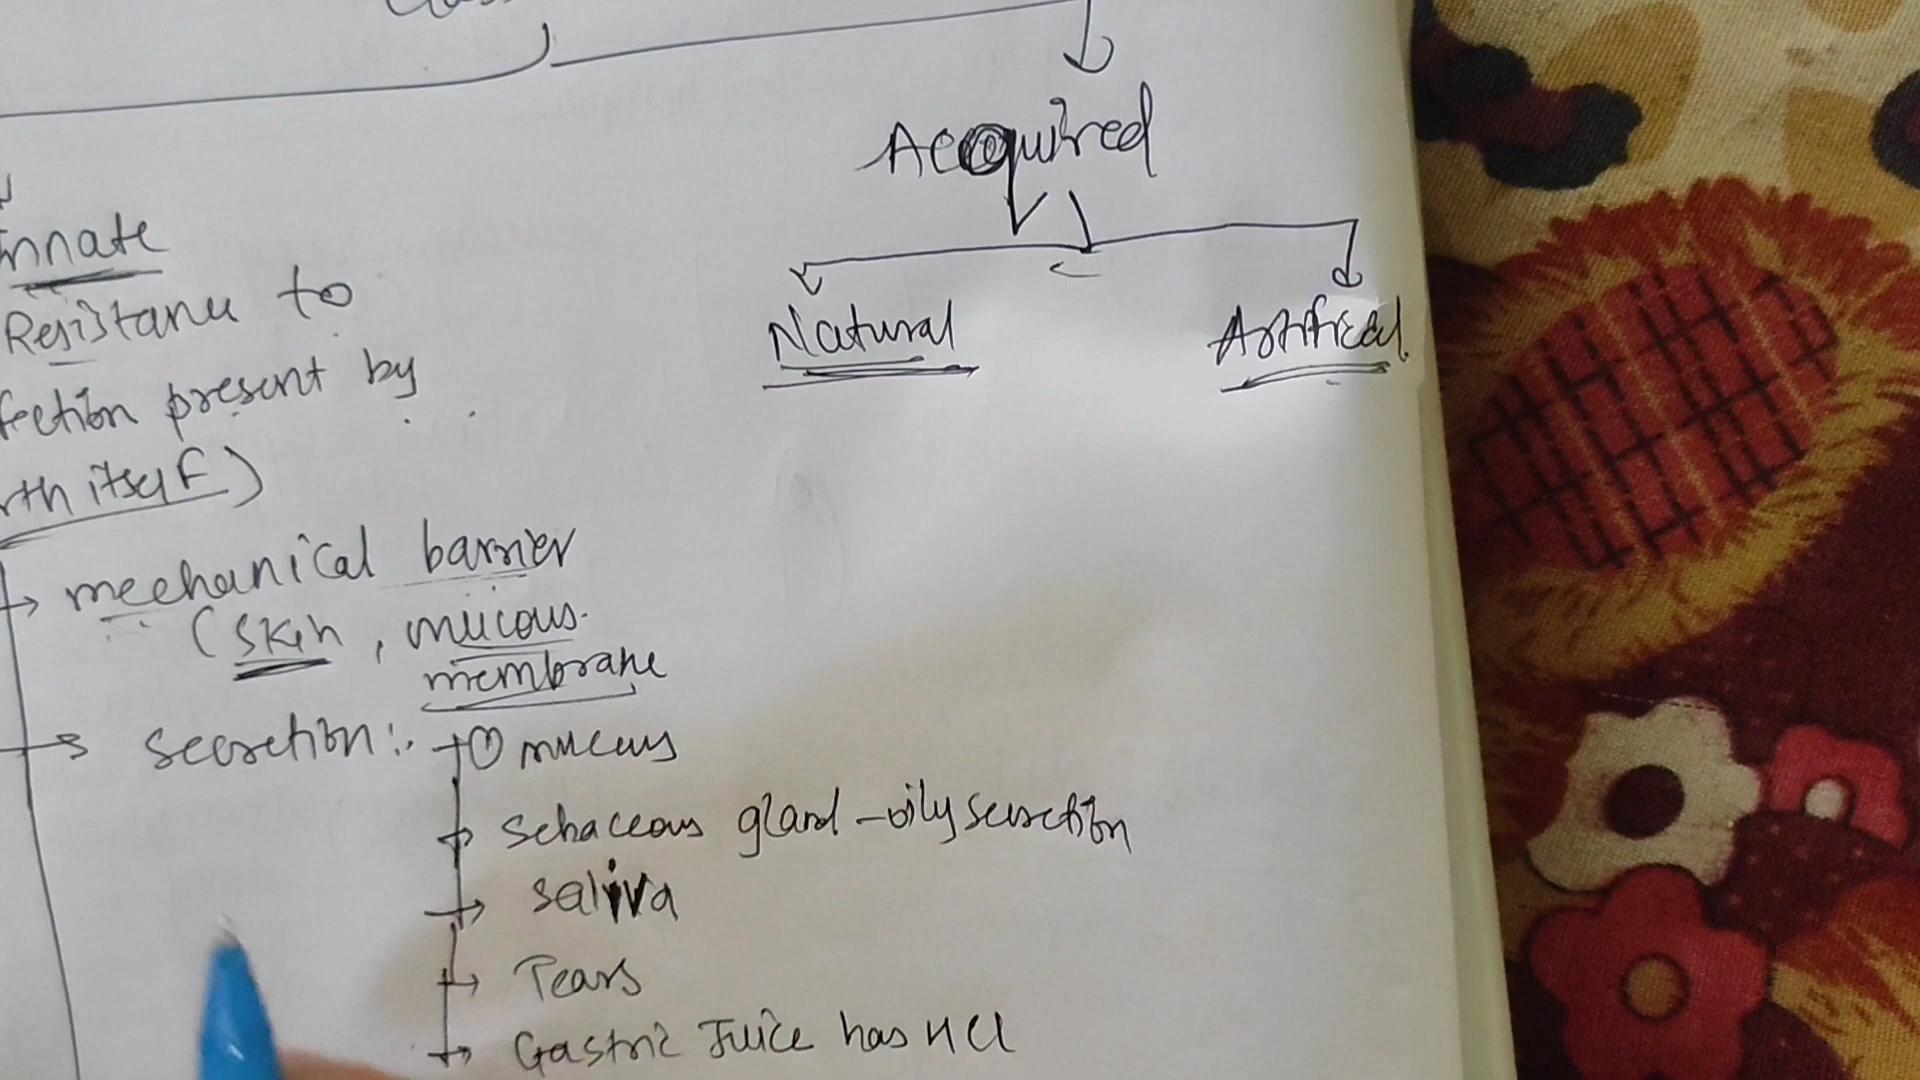 Acquired
Innate
Natural
Artifical
Resistance to
fection present by
rth itself)
mechanical barrier
(skin, mucous
membrane
secretion:- ① mucus
sebaceous gland - oily secretion
saliva
Tears
Gastric Juice has HCl